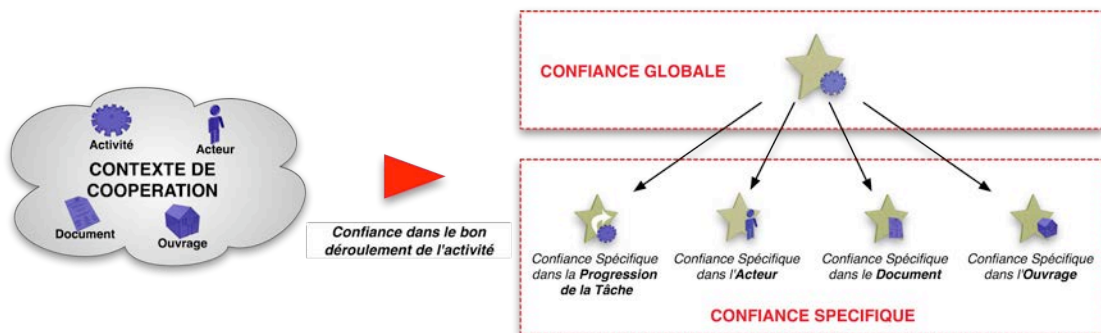 Activité
Acteur
CONTEXTE DE
COOPERATION
Document
Ouvrage
Confiance dans le bon
déroulement de l'activité
CONFIANCE GLOBALE
Confiance Spécifique
dans la Progression
de la Tâche
Confiance Spécifique
dans l'Acteur
Confiance Spécifique
dans le Document
Confiance Spécifique
dans l'Ouvrage
CONFIANCE SPECIFIQUE